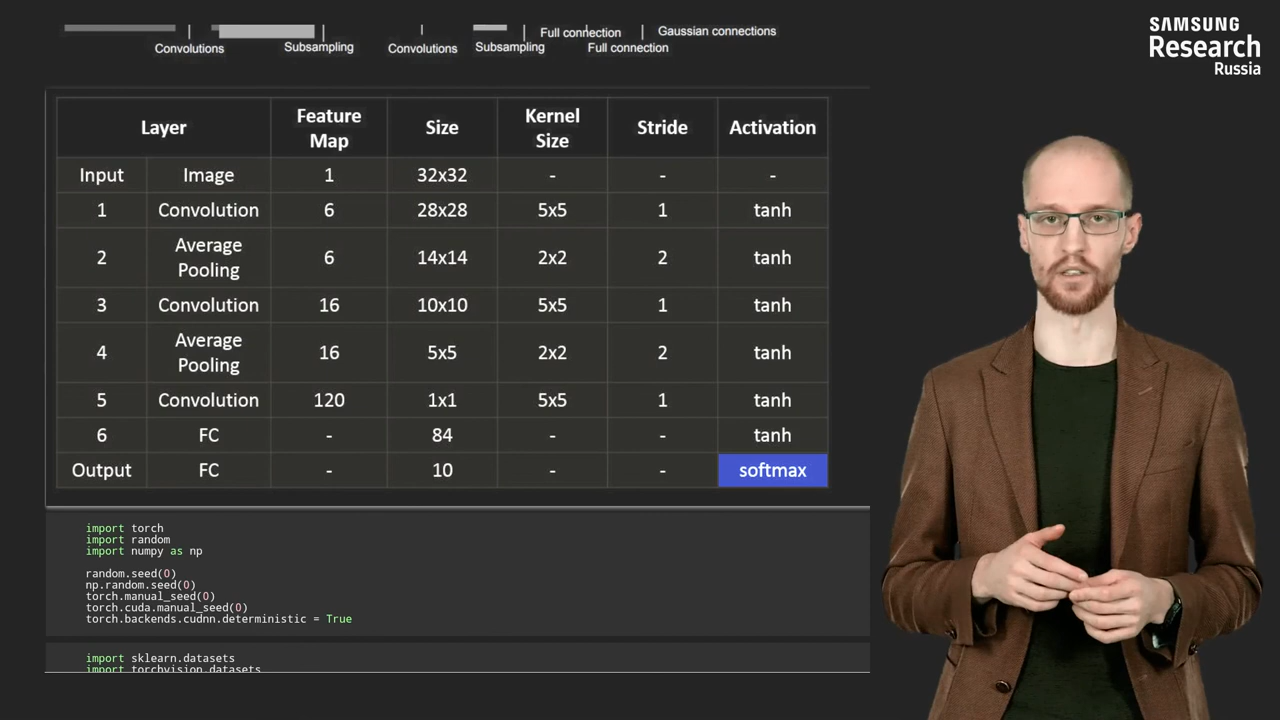 Full connection
Gaussian connections
Convolutions
Subsampling
Convolutions
Subsampling
Full connection
SAMSUNG
Research
Russia
Layer Feature Map Size Kernel Size Stride Activation
Input Image 1 32x32 - - -
1 Convolution 6 28x28 5x5 1 tanh
2 Average Pooling 6 14x14 2x2 2 tanh
3 Convolution 16 10x10 5x5 1 tanh
4 Average Pooling 16 5x5 2x2 2 tanh
5 Convolution 120 1x1 5x5 1 tanh
6 FC - 84 - - tanh
Output FC - 10 - - softmax
import torch
import random
import numpy as np
random.seed(0)
np.random.seed(0)
torch.manual_seed(0)
torch.cuda.manual_seed(0)
torch.backends.cudnn.deterministic = True
import sklearn.datasets
import torchvision.datasets